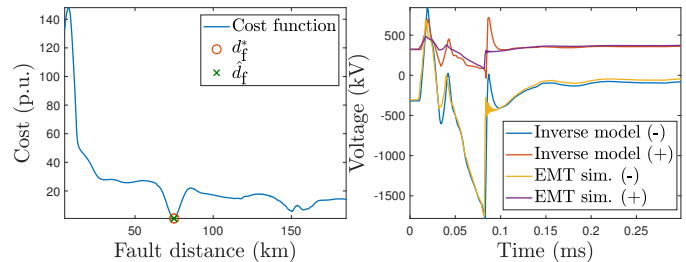 140
120
100
80
60
40
20
Cost (p.u.)
50
100
150
Fault distance (km)
Cost function
d*f
d̂f
500
0
-500
-1000
-1500
Voltage (kV)
0
0.05
0.1
0.15
0.2
0.25
Time (ms)
Inverse model (-)
Inverse model (+)
EMT sim. (-)
EMT sim. (+)